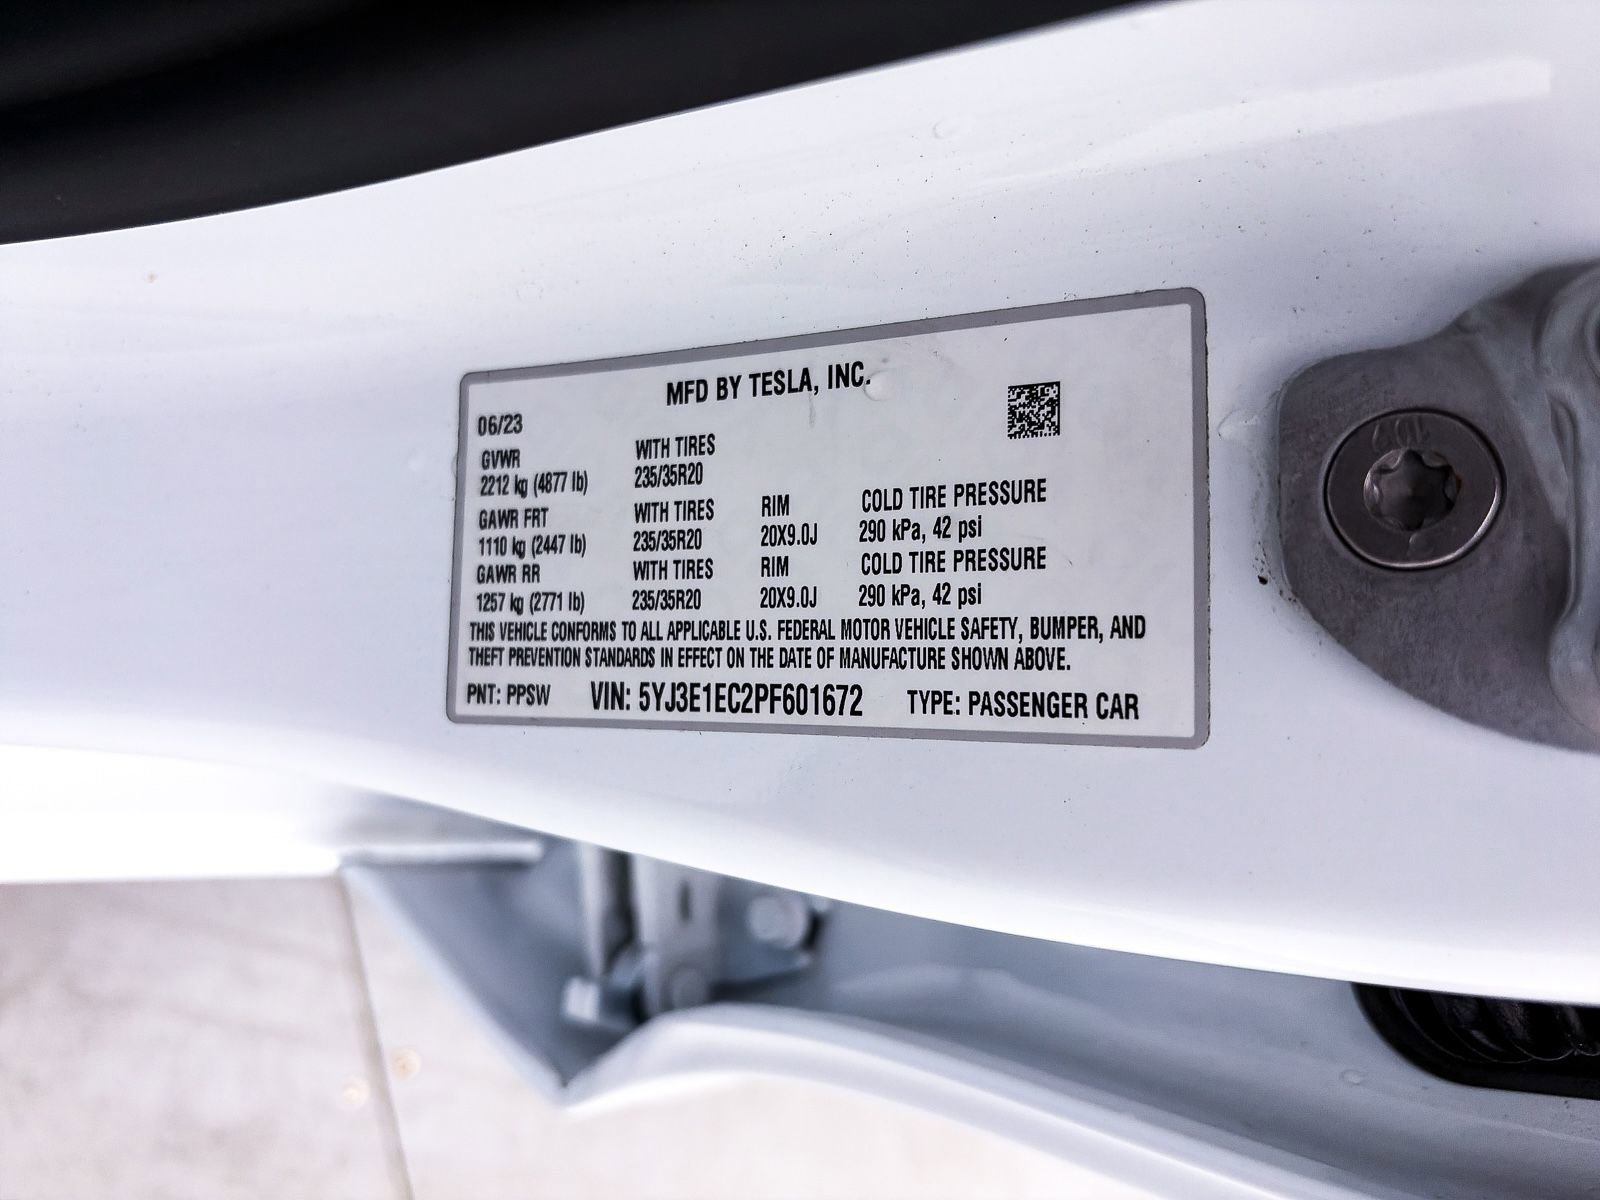 MFD BY TESLA, INC.
06/23
GVWR WITH TIRES
2212 kg (4877 lb) 235/35R20
GAWR FRT WITH TIRES RIM COLD TIRE PRESSURE
1110 kg (2447 lb) 235/35R20 20X9.0J 290 kPa, 42 psi
GAWR RR WITH TIRES RIM COLD TIRE PRESSURE
1257 kg (2771 lb) 235/35R20 20X9.0J 290 kPa, 42 psi
THIS VEHICLE CONFORMS TO ALL APPLICABLE U.S. FEDERAL MOTOR VEHICLE SAFETY, BUMPER, AND
THEFT PREVENTION STANDARDS IN EFFECT ON THE DATE OF MANUFACTURE SHOWN ABOVE.
PNT: PPSW VIN: 5YJ3E1EC2PF601672 TYPE: PASSENGER CAR